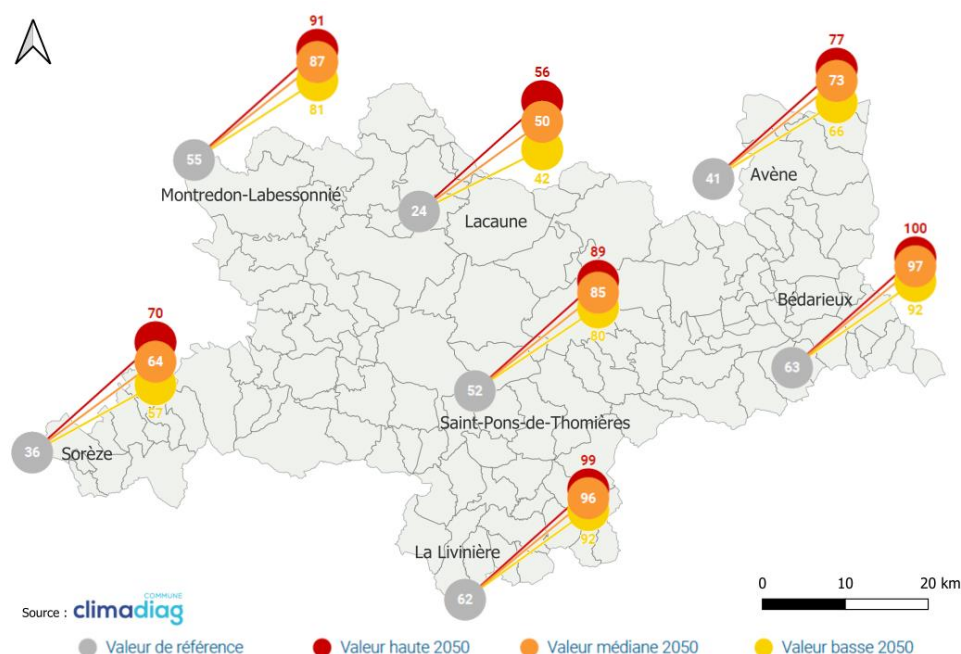 91
87
81
55
Montredon-Labessonnié
56
50
42
24
Lacaune
77
73
66
41
Avène
100
97
92
63
Bédarieux
89
85
80
52
Saint-Pons-de-Thomières
70
64
57
36
Sorèze
99
96
92
62
La Livinière
0 10 20 km
Source : climadiag COMMUNE
Valeur de référence Valeur haute 2050 Valeur médiane 2050 Valeur basse 2050